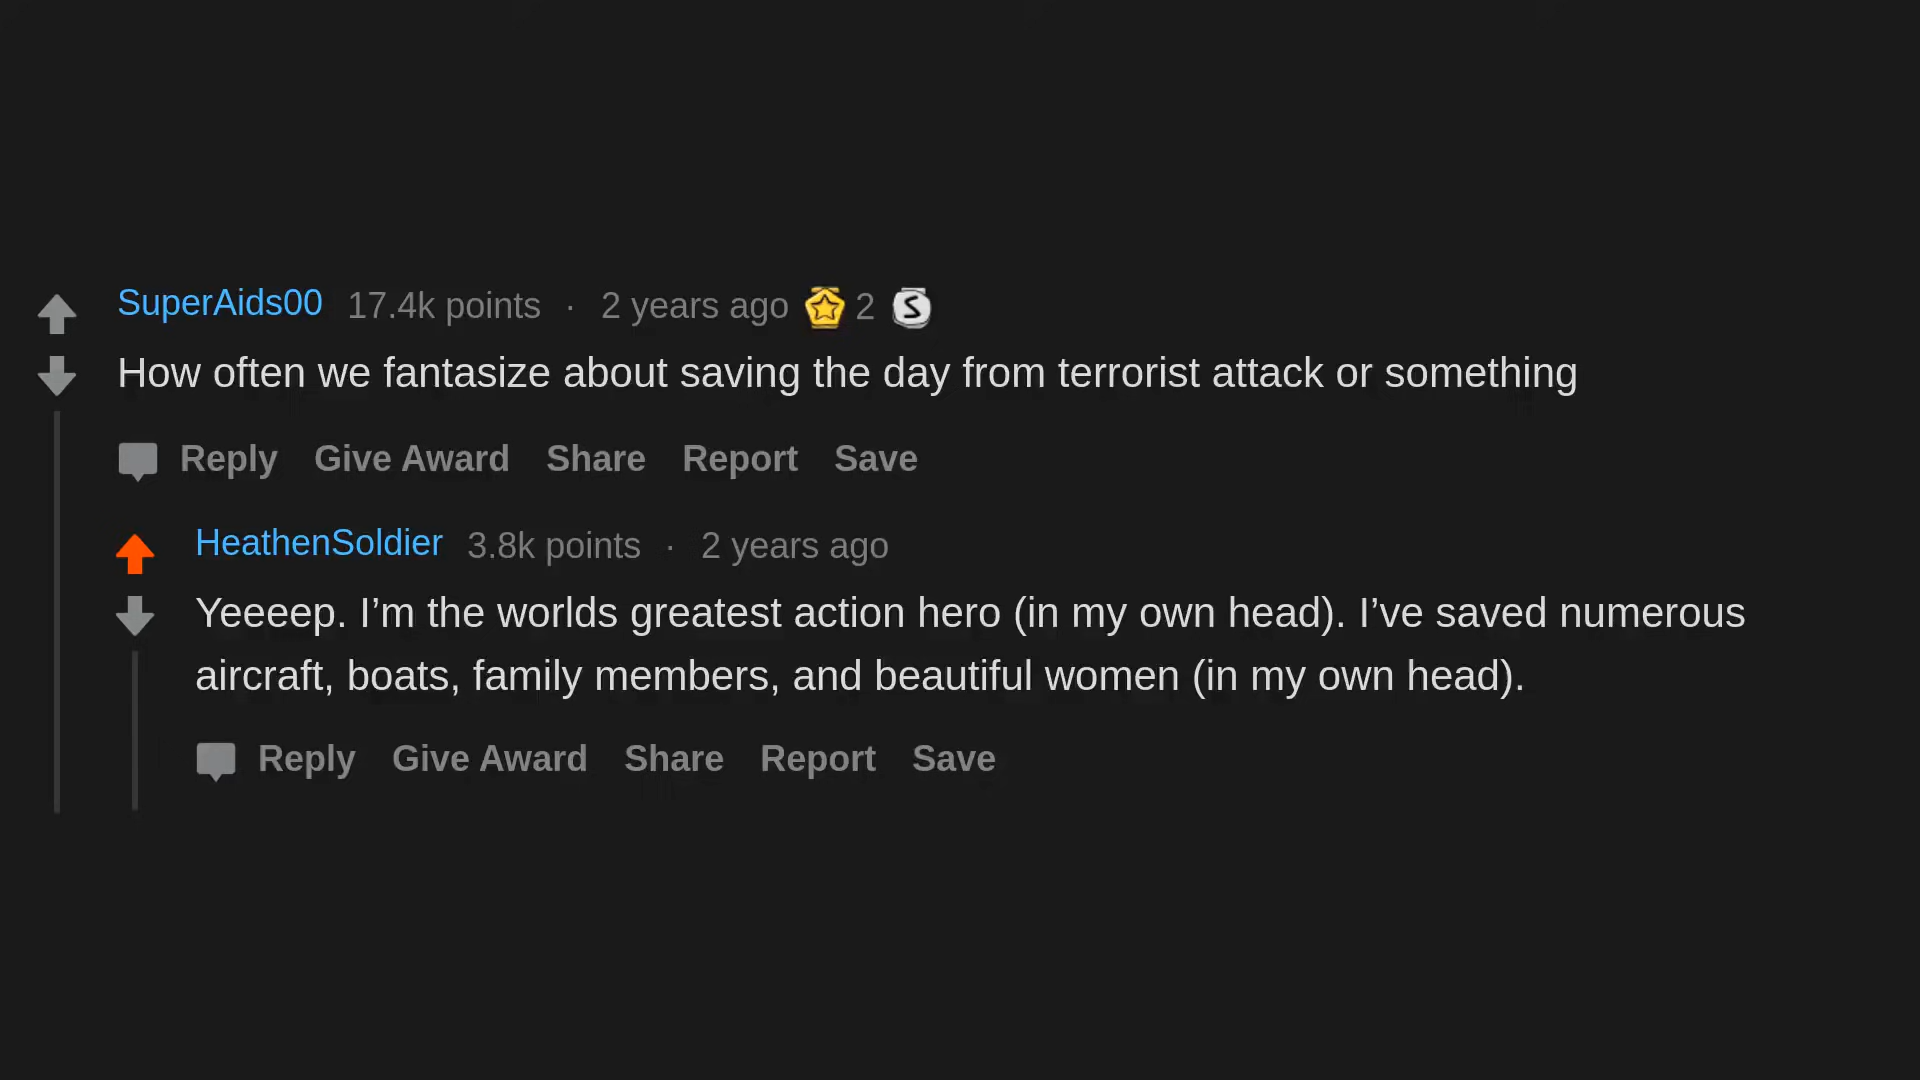 SuperAids00 17.4k points · 2 years ago 2 S
How often we fantasize about saving the day from terrorist attack or something
Reply Give Award Share Report Save
HeathenSoldier 3.8k points · 2 years ago
Yeeeep. I’m the worlds greatest action hero (in my own head). I’ve saved numerous
aircraft, boats, family members, and beautiful women (in my own head).
Reply Give Award Share Report Save